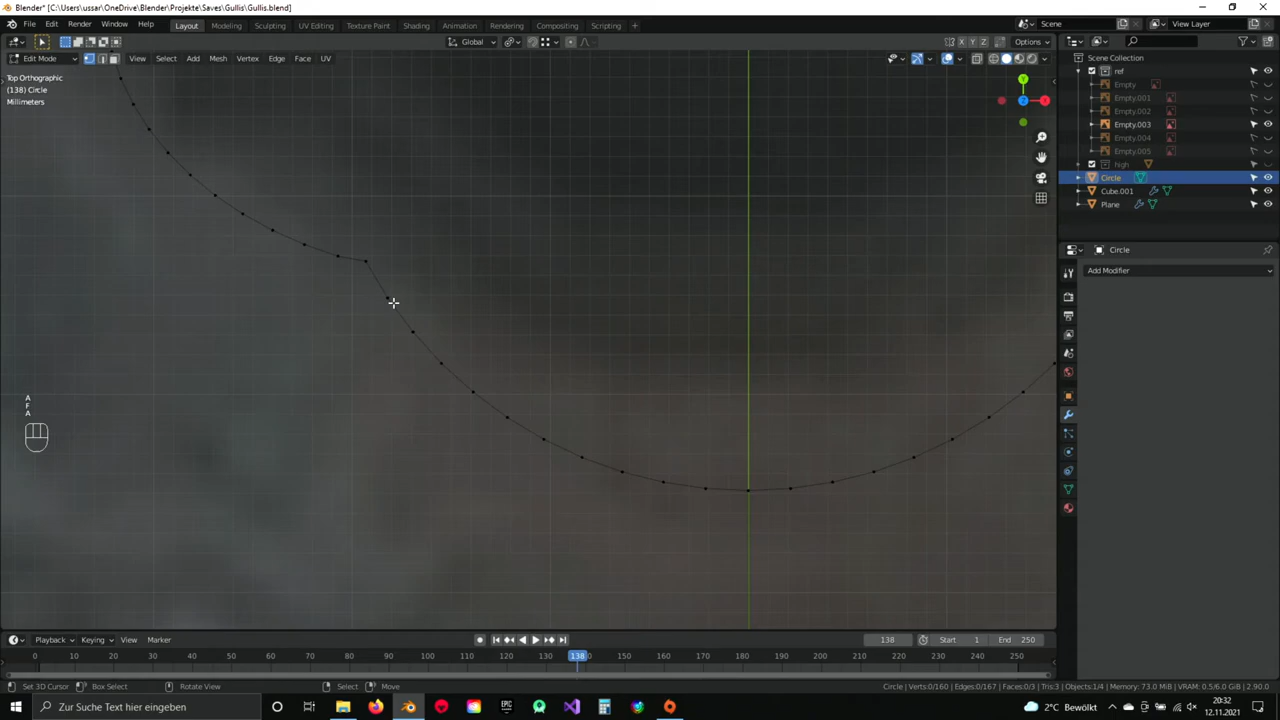 Blender* [C:\Users\ussar\OneDrive\Blender\Projekte\Saves\Gullis\Gullis.blend]
File Edit Render Window Help Layout Modeling Sculpting UV Editing Texture Paint Shading Animation Rendering Compositing Scripting + Scene View Layer
Global X Y Z Options
Edit Mode View Select Add Mesh Vertex Edge Face UV
Scene Collection
ref
Empty
Empty.001
Empty.002
Empty.003
Empty.004
Empty.005
high
Circle
Cube.001
Plane
Top Orthographic
(138) Circle
Millimeters
Y
Z X
Circle
Add Modifier
A
F
A
Playback Keying View Marker 138 Start 1 End 250
0 10 20 30 40 50 60 70 80 90 100 110 120 130 138 150 160 170 180 190 200 210 220 230 240 250
Set 3D Cursor Box Select Rotate View Select Move Circle | Verts:0/160 | Edges:0/167 | Faces:0/3 | Tris:3 | Objects:1/4 | Memory: 73.0 MiB | VRAM: 0.5/6.0 GiB | 2.90.0
Zur Suche Text hier eingeben EPIC 2°C Bewölkt 20:32
12.11.2021